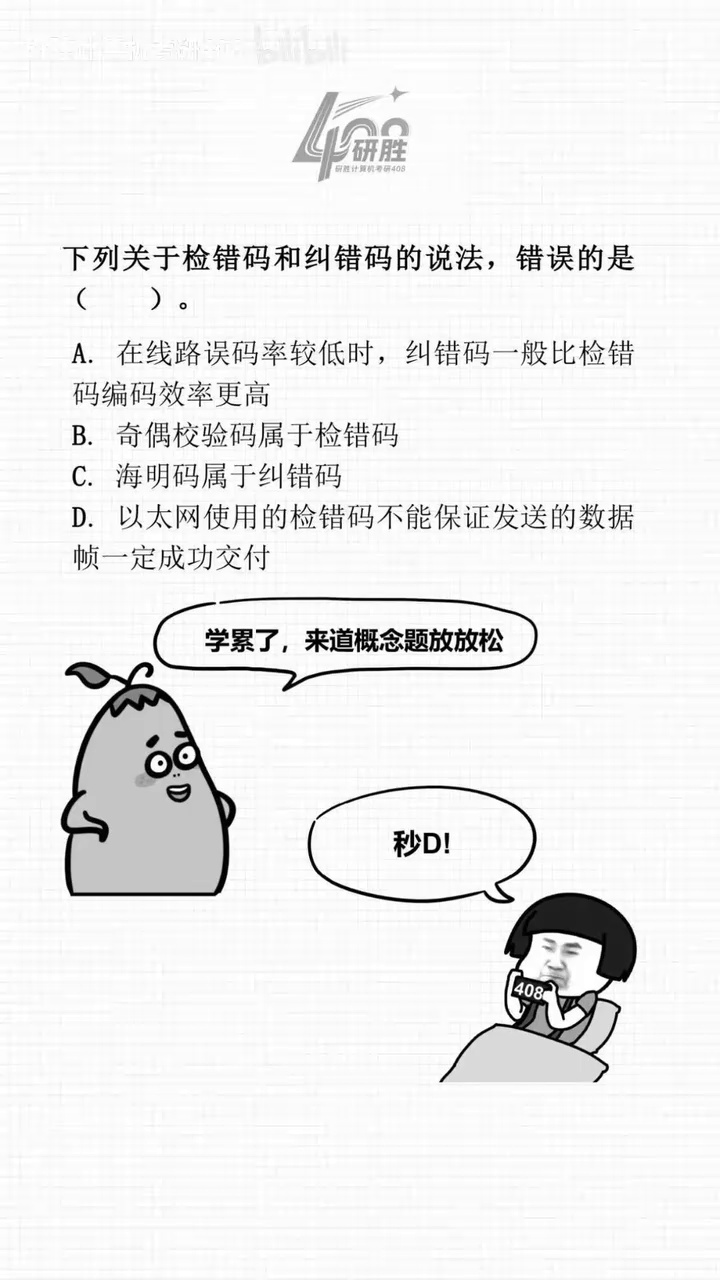 研胜
研胜计算机考研408
下列关于检错码和纠错码的说法，错误的是
（　　）。
A. 在线路误码率较低时，纠错码一般比检错
码编码效率更高
B. 奇偶校验码属于检错码
C. 海明码属于纠错码
D. 以太网使用的检错码不能保证发送的数据
帧一定成功交付
学累了，来道概念题放放松
秒D!
408